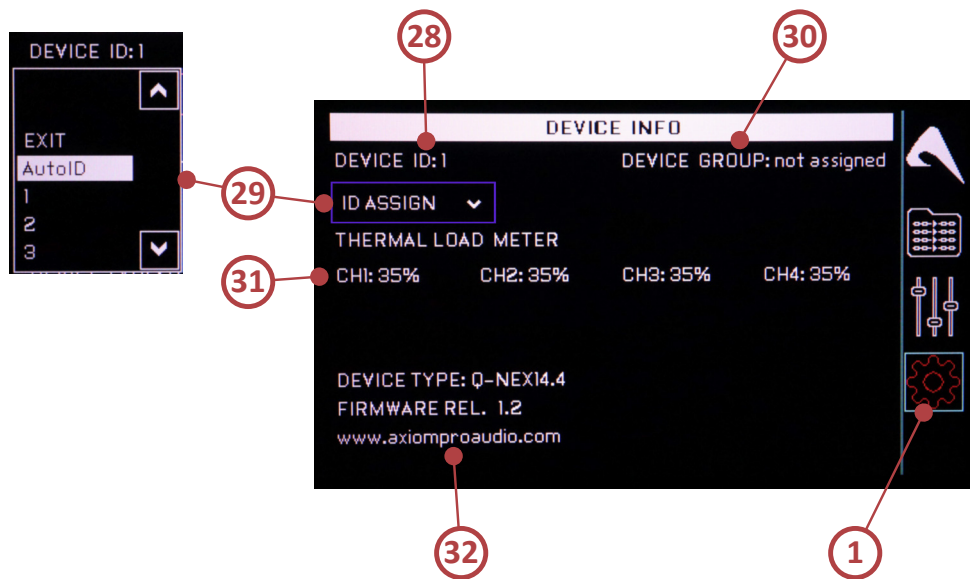 28
30
DEVICE ID:1
EXIT
AutoID
1
2
3
29
DEVICE INFO
DEVICE ID:1
DEVICE GROUP: not assigned
ID ASSIGN
THERMAL LOAD METER
31
CH1: 35% CH2: 35% CH3: 35% CH4: 35%
DEVICE TYPE: Q-NEX14.4
FIRMWARE REL. 1.2
www.axiomproaudio.com
32
1